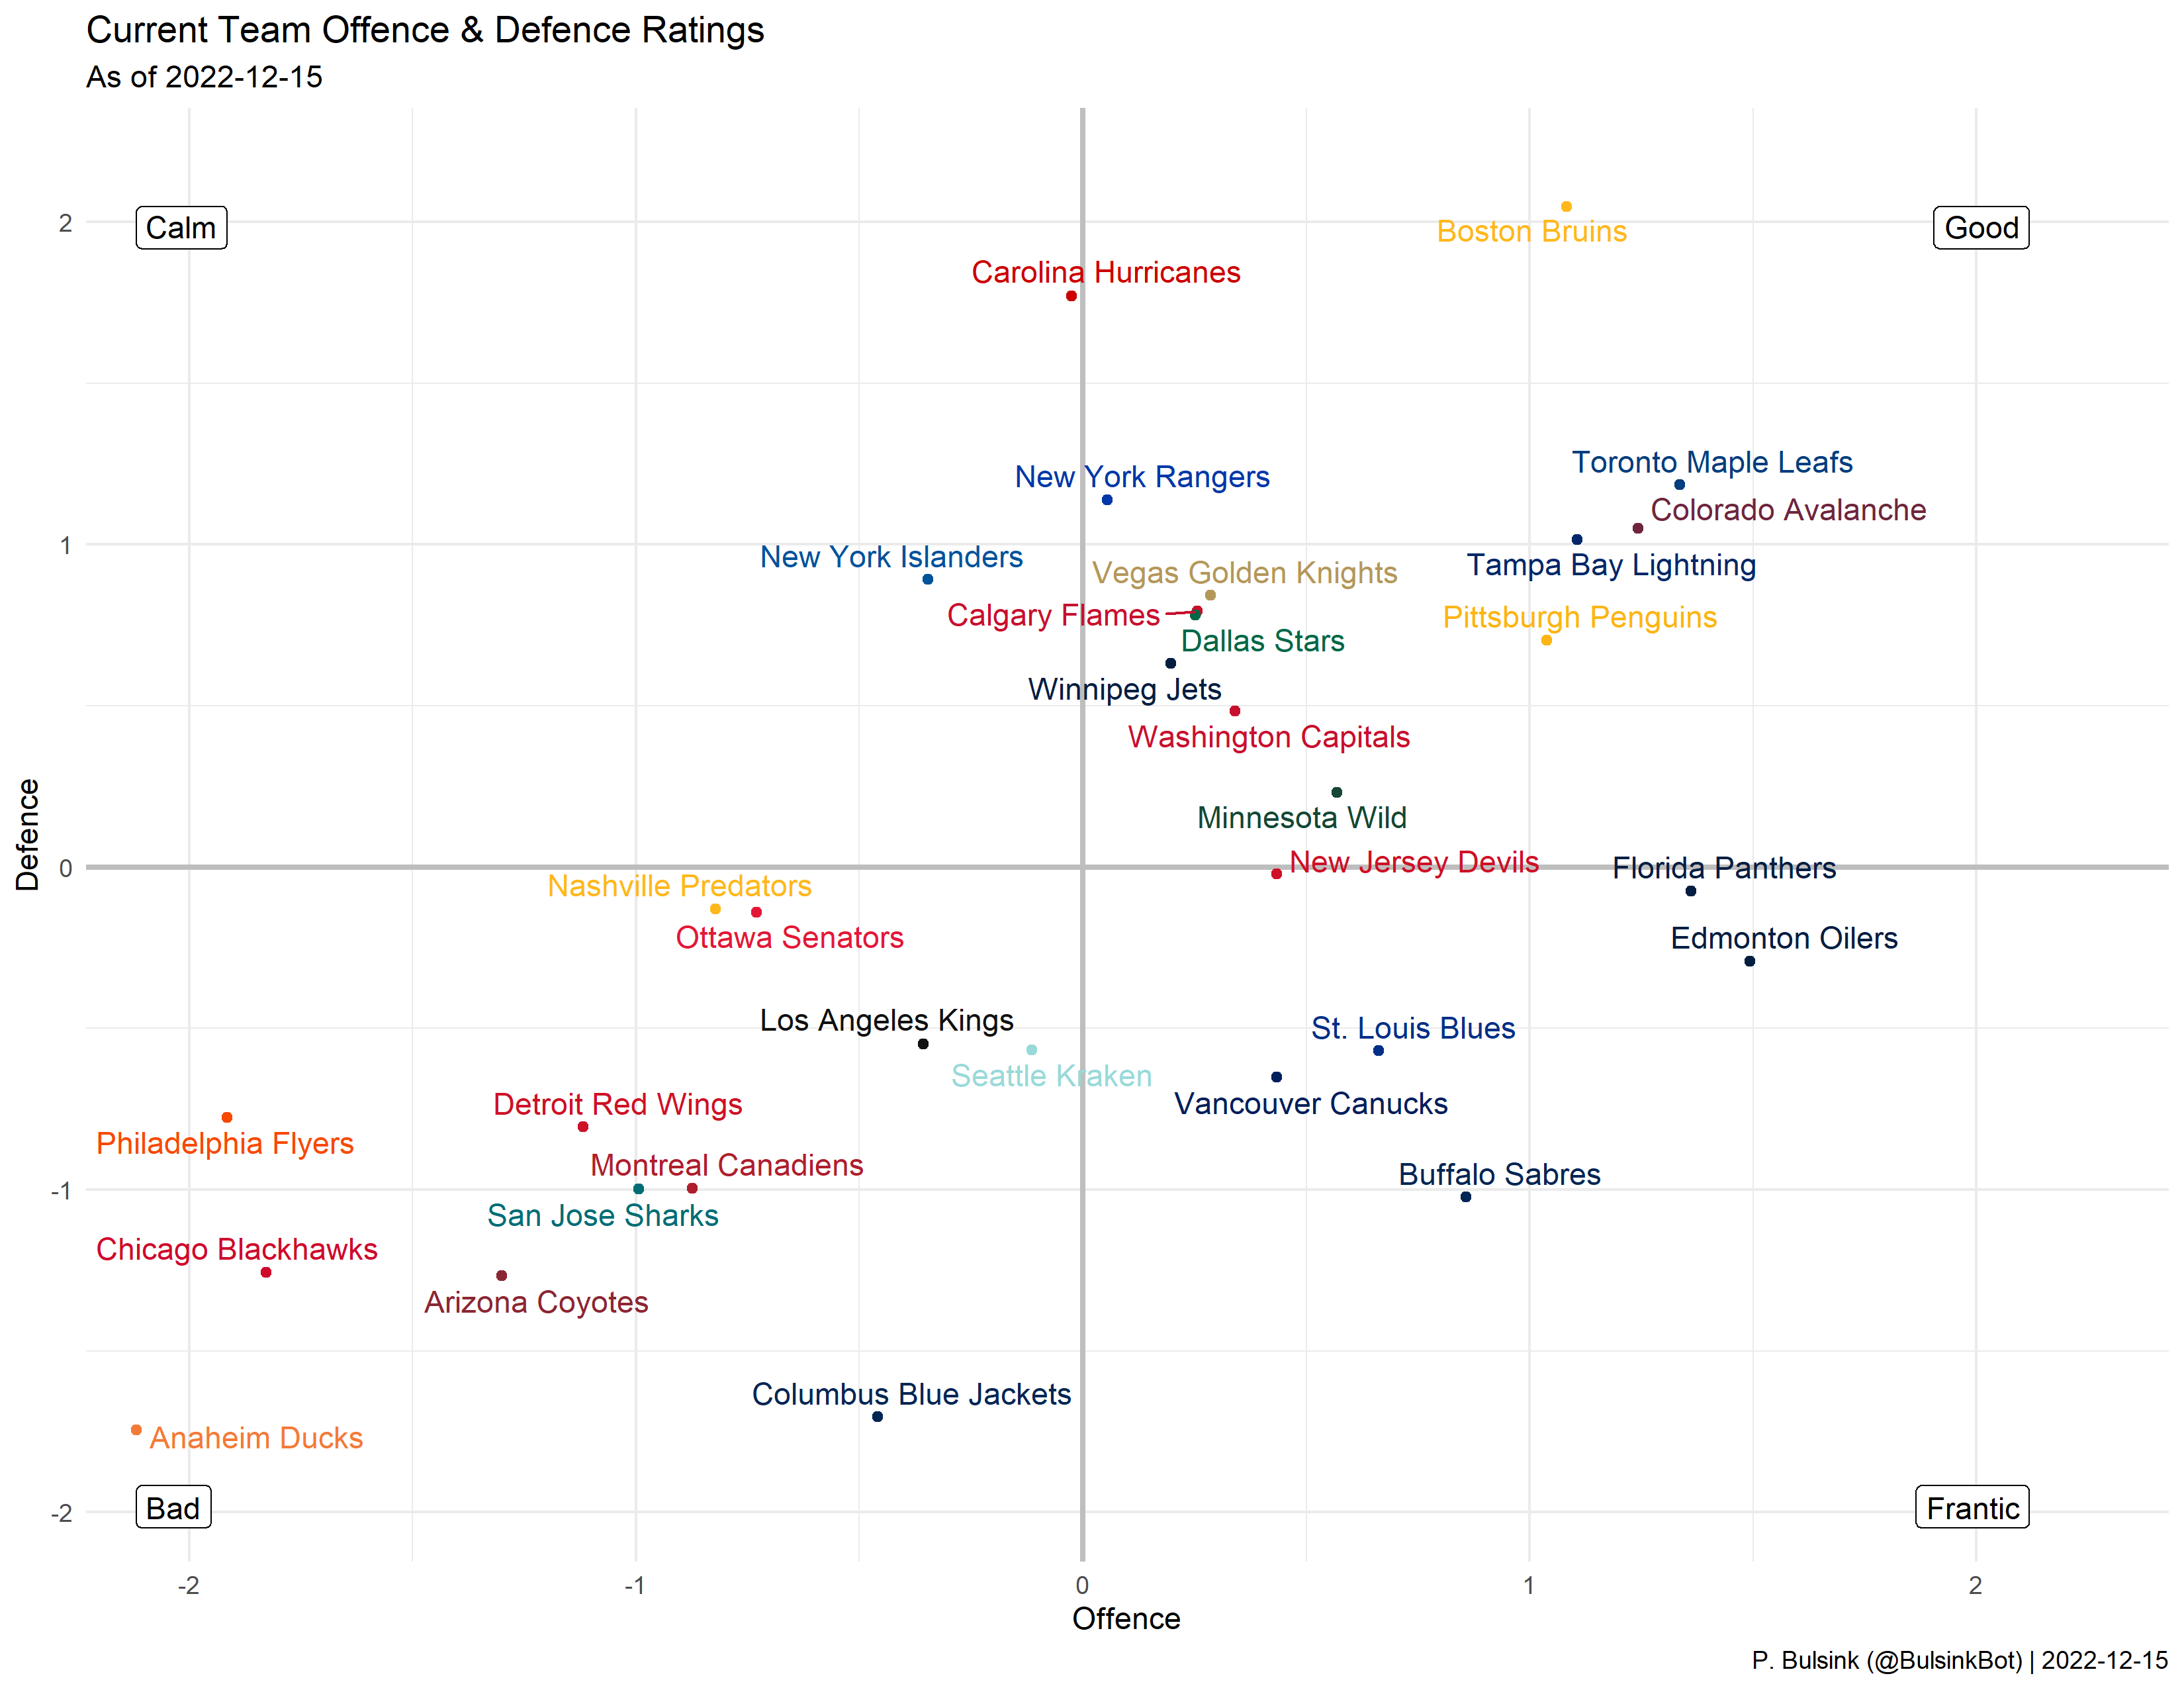 Current Team Offence & Defence Ratings
As of 2022-12-15
2
Calm
Boston Bruins
Good
Carolina Hurricanes
Toronto Maple Leafs
New York Rangers
Colorado Avalanche
1
New York Islanders
Tampa Bay Lightning
Vegas Golden Knights
Calgary Flames
Pittsburgh Penguins
Dallas Stars
Winnipeg Jets
Washington Capitals
Minnesota Wild
Defence
0
New Jersey Devils
Florida Panthers
Nashville Predators
Ottawa Senators
Edmonton Oilers
Los Angeles Kings
St. Louis Blues
Seattle Kraken
Detroit Red Wings
Vancouver Canucks
Philadelphia Flyers
Montreal Canadiens
Buffalo Sabres
-1
San Jose Sharks
Chicago Blackhawks
Arizona Coyotes
Columbus Blue Jackets
Anaheim Ducks
-2
Bad
Frantic
-2
-1
0
1
2
Offence
P. Bulsink (@BulsinkBot) | 2022-12-15